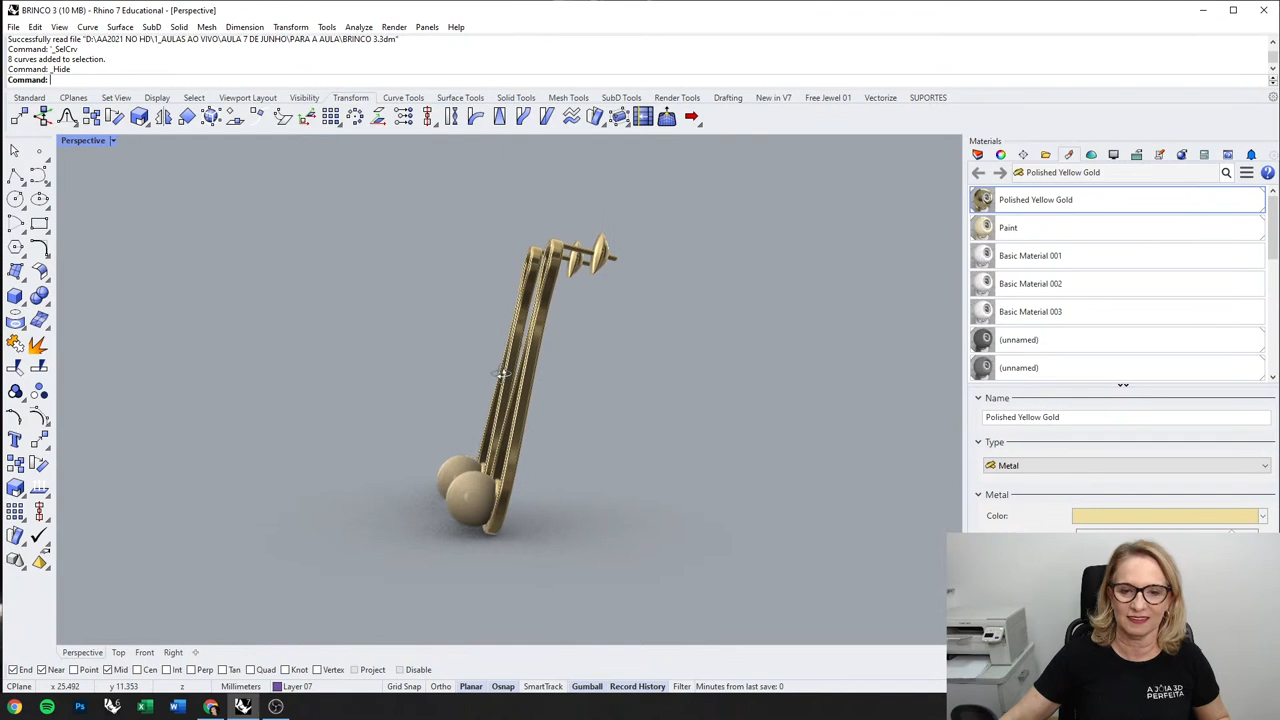 BRINCO 3 (10 MB) - Rhino 7 Educational - [Perspective]
File Edit View Curve Surface SubD Solid Mesh Dimension Transform Tools Analyze Render Panels Help
Successfully read file "D:\AA2021 NO HD\1_AULAS AO VIVO\AULA 7 DE JUNHO\PARA A AULA\BRINCO 3.3dm"
Command: '_SelCrv
8 curves added to selection.
Command: _Hide
Command:
Standard CPlanes Set View Display Select Viewport Layout Visibility Transform Curve Tools Surface Tools Solid Tools Mesh Tools SubD Tools Render Tools Drafting New in V7 Free Jewel 01 Vectorize SUPORTES
Perspective
Materials
Polished Yellow Gold
Polished Yellow Gold
Paint
Basic Material 001
Basic Material 002
Basic Material 003
(unnamed)
(unnamed)
Name
Polished Yellow Gold
Type
Metal
Metal
Color:
A JOIA 3D
PERFEITA
Perspective Top Front Right
End Near Point Mid Cen Int Perp Tan Quad Knot Vertex Project Disable
CPlane x 25.492 y 11.353 z Millimeters Layer 07 Grid Snap Ortho Planar Osnap SmartTrack Gumball Record History Filter Minutes from last save: 0